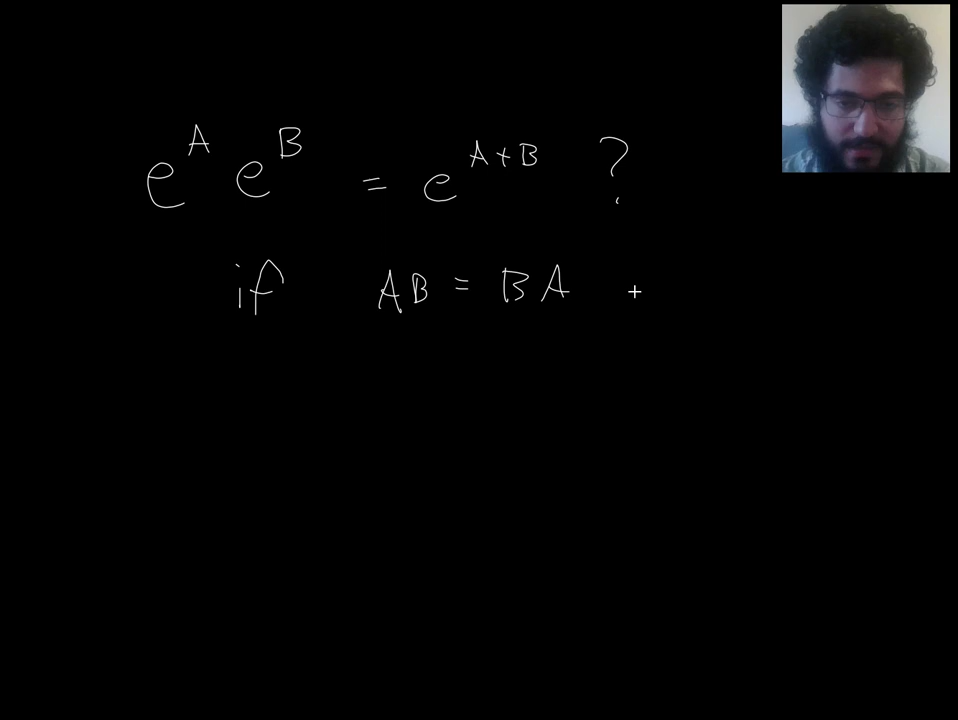 e^A e^B = e^{A+B} ?
if AB = BA